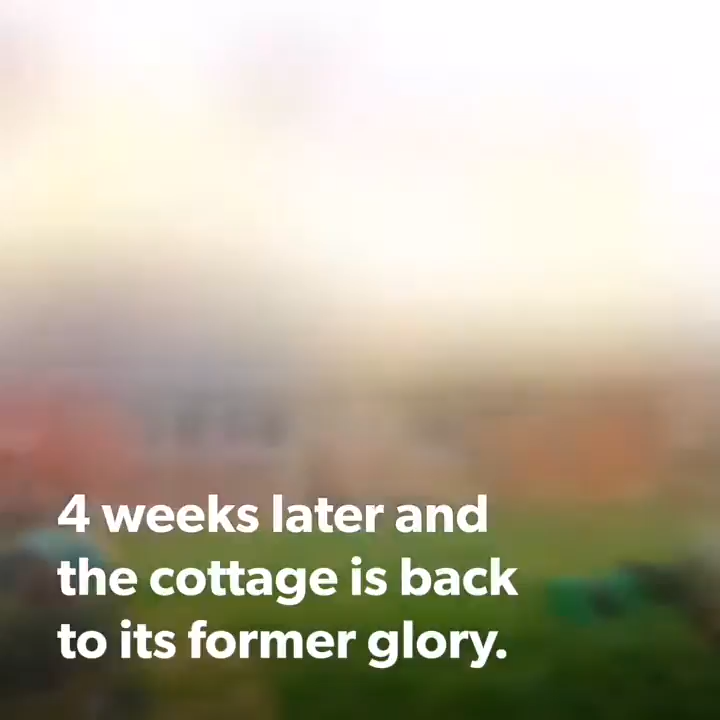 4 weeks later and
the cottage is back
to its former glory.